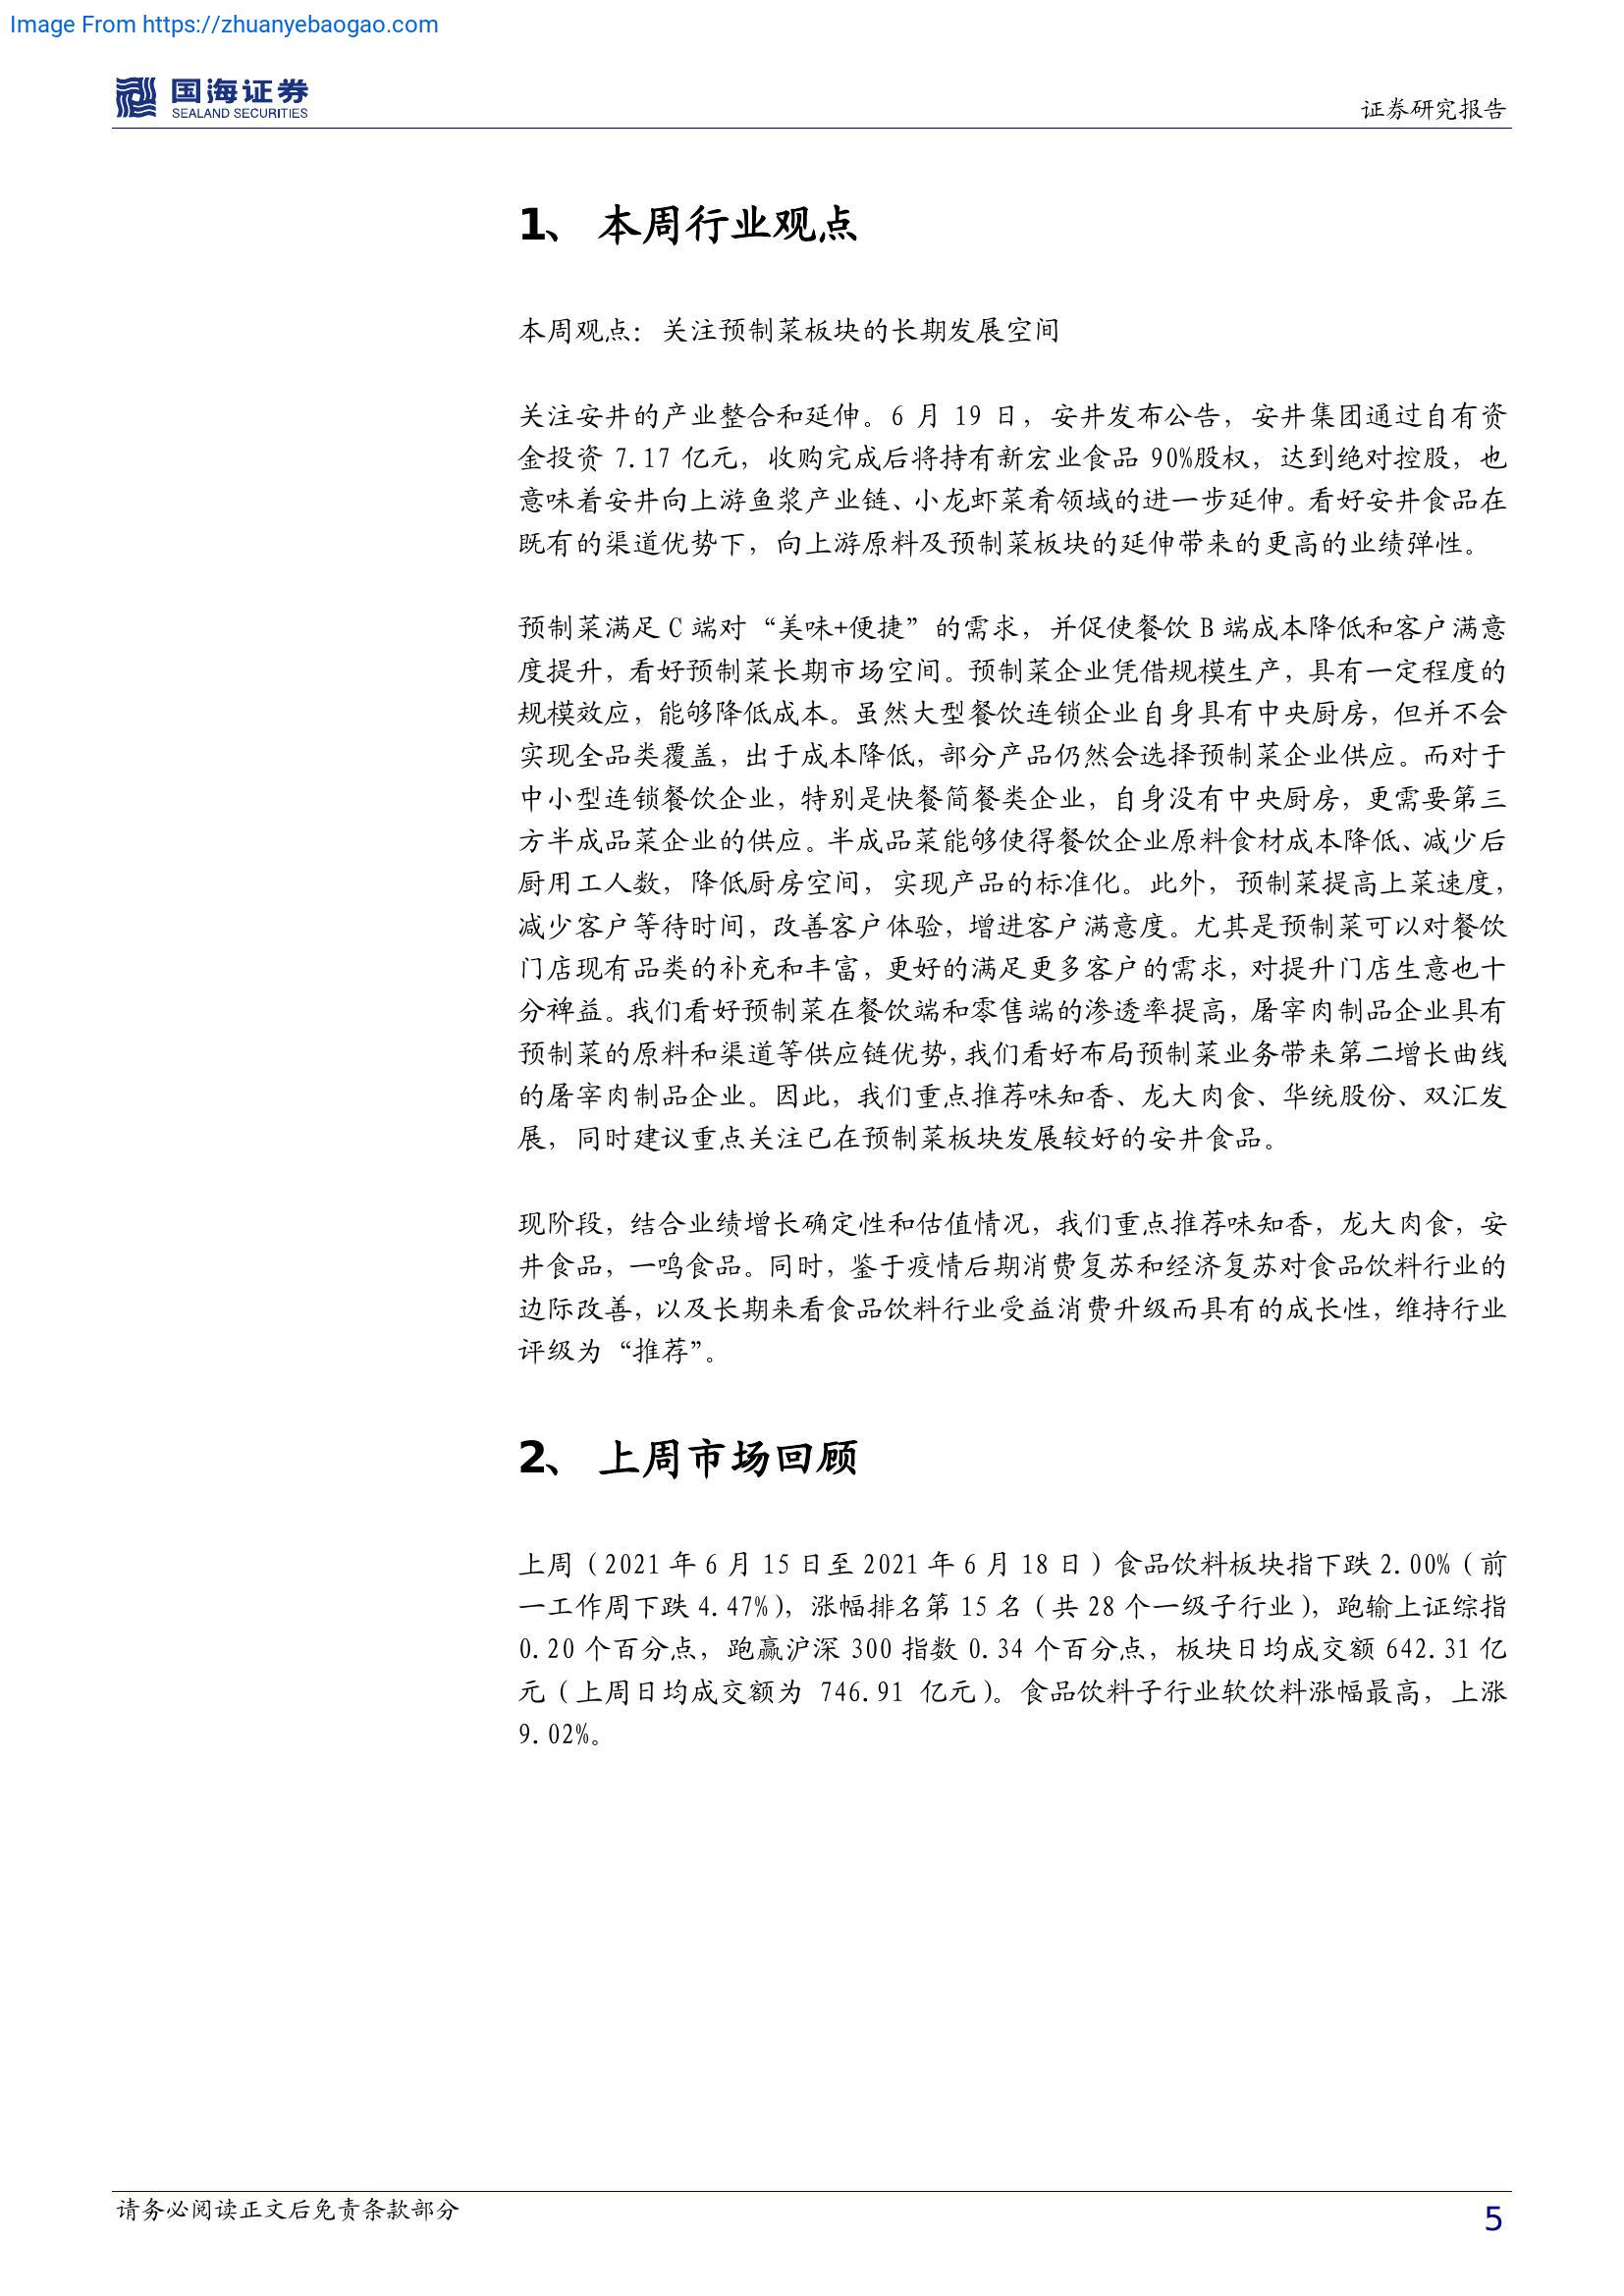 Image From https://zhuanyebaogao.com
国海证券
SEALAND SECURITIES
证券研究报告
1、 本周行业观点
本周观点：关注预制菜板块的长期发展空间
关注安井的产业整合和延伸。6 月 19 日，安井发布公告，安井集团通过自有资
金投资 7.17 亿元，收购完成后将持有新宏业食品 90%股权，达到绝对控股，也
意味着安井向上游鱼浆产业链、小龙虾菜肴领域的进一步延伸。看好安井食品在
既有的渠道优势下，向上游原料及预制菜板块的延伸带来的更高的业绩弹性。
预制菜满足 C 端对“美味+便捷”的需求，并促使餐饮 B 端成本降低和客户满意
度提升，看好预制菜长期市场空间。预制菜企业凭借规模生产，具有一定程度的
规模效应，能够降低成本。虽然大型餐饮连锁企业自身具有中央厨房，但并不会
实现全品类覆盖，出于成本降低，部分产品仍然会选择预制菜企业供应。而对于
中小型连锁餐饮企业，特别是快餐简餐类企业，自身没有中央厨房，更需要第三
方半成品菜企业的供应。半成品菜能够使得餐饮企业原料食材成本降低、减少后
厨用工人数，降低厨房空间，实现产品的标准化。此外，预制菜提高上菜速度，
减少客户等待时间，改善客户体验，增进客户满意度。尤其是预制菜可以对餐饮
门店现有品类的补充和丰富，更好的满足更多客户的需求，对提升门店生意也十
分裨益。我们看好预制菜在餐饮端和零售端的渗透率提高，屠宰肉制品企业具有
预制菜的原料和渠道等供应链优势，我们看好布局预制菜业务带来第二增长曲线
的屠宰肉制品企业。因此，我们重点推荐味知香、龙大肉食、华统股份、双汇发
展，同时建议重点关注已在预制菜板块发展较好的安井食品。
现阶段，结合业绩增长确定性和估值情况，我们重点推荐味知香，龙大肉食，安
井食品，一鸣食品。同时，鉴于疫情后期消费复苏和经济复苏对食品饮料行业的
边际改善，以及长期来看食品饮料行业受益消费升级而具有的成长性，维持行业
评级为“推荐”。
2、 上周市场回顾
上周（2021 年 6 月 15 日至 2021 年 6 月 18 日）食品饮料板块指下跌 2.00%（前
一工作周下跌 4.47%），涨幅排名第 15 名（共 28 个一级子行业），跑输上证综指
0.20 个百分点，跑赢沪深 300 指数 0.34 个百分点，板块日均成交额 642.31 亿
元（上周日均成交额为 746.91 亿元）。食品饮料子行业软饮料涨幅最高，上涨
9.02%。
请务必阅读正文后免责条款部分
5